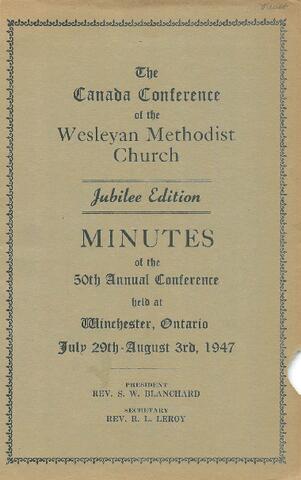 The
Canada Conference
of the
Wesleyan Methodist
Church
Jubilee Edition
MINUTES
of the
50th Annual Conference
held at
Winchester, Ontario
July 29th-August 3rd, 1947
PRESIDENT
REV. S. W. BLANCHARD
SECRETARY
REV. R. L. LEROY